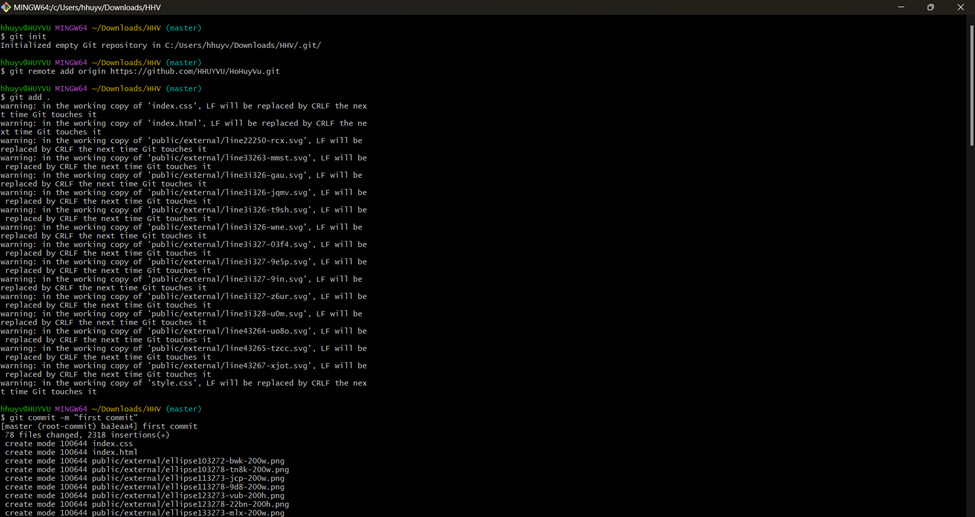 MINGW64:/c/Users/hhuyv/Downloads/HHV
hhuyv@HUYVU MINGW64 ~/Downloads/HHV (master)
$ git init
Initialized empty Git repository in C:/Users/hhuyv/Downloads/HHV/.git/
hhuyv@HUYVU MINGW64 ~/Downloads/HHV (master)
$ git remote add origin https://github.com/HHUYVU/HoHuyVu.git
hhuyv@HUYVU MINGW64 ~/Downloads/HHV (master)
$ git add .
warning: in the working copy of 'index.css', LF will be replaced by CRLF the nex
t time Git touches it
warning: in the working copy of 'index.html', LF will be replaced by CRLF the ne
xt time Git touches it
warning: in the working copy of 'public/external/line22250-rcx.svg', LF will be
replaced by CRLF the next time Git touches it
warning: in the working copy of 'public/external/line33263-mmst.svg', LF will be
 replaced by CRLF the next time Git touches it
warning: in the working copy of 'public/external/line3i326-gau.svg', LF will be
replaced by CRLF the next time Git touches it
warning: in the working copy of 'public/external/line3i326-jqmv.svg', LF will be
 replaced by CRLF the next time Git touches it
warning: in the working copy of 'public/external/line3i326-t9sh.svg', LF will be
 replaced by CRLF the next time Git touches it
warning: in the working copy of 'public/external/line3i326-wne.svg', LF will be
replaced by CRLF the next time Git touches it
warning: in the working copy of 'public/external/line3i327-03f4.svg', LF will be
 replaced by CRLF the next time Git touches it
warning: in the working copy of 'public/external/line3i327-9e5p.svg', LF will be
 replaced by CRLF the next time Git touches it
warning: in the working copy of 'public/external/line3i327-9in.svg', LF will be
replaced by CRLF the next time Git touches it
warning: in the working copy of 'public/external/line3i327-z6ur.svg', LF will be
 replaced by CRLF the next time Git touches it
warning: in the working copy of 'public/external/line3i328-u0m.svg', LF will be
replaced by CRLF the next time Git touches it
warning: in the working copy of 'public/external/line43264-uo8o.svg', LF will be
 replaced by CRLF the next time Git touches it
warning: in the working copy of 'public/external/line43265-tzcc.svg', LF will be
 replaced by CRLF the next time Git touches it
warning: in the working copy of 'public/external/line43267-xjot.svg', LF will be
 replaced by CRLF the next time Git touches it
warning: in the working copy of 'style.css', LF will be replaced by CRLF the nex
t time Git touches it
hhuyv@HUYVU MINGW64 ~/Downloads/HHV (master)
$ git commit -m "first commit"
[master (root-commit) ba3eaa4] first commit
 78 files changed, 2318 insertions(+)
 create mode 100644 index.css
 create mode 100644 index.html
 create mode 100644 public/external/ellipse103272-bwk-200w.png
 create mode 100644 public/external/ellipse103278-tn8k-200w.png
 create mode 100644 public/external/ellipse113273-jcp-200w.png
 create mode 100644 public/external/ellipse113278-9d8-200w.png
 create mode 100644 public/external/ellipse123273-vub-200h.png
 create mode 100644 public/external/ellipse123278-22bn-200h.png
 create mode 100644 public/external/ellipse133273-mlx-200w.png